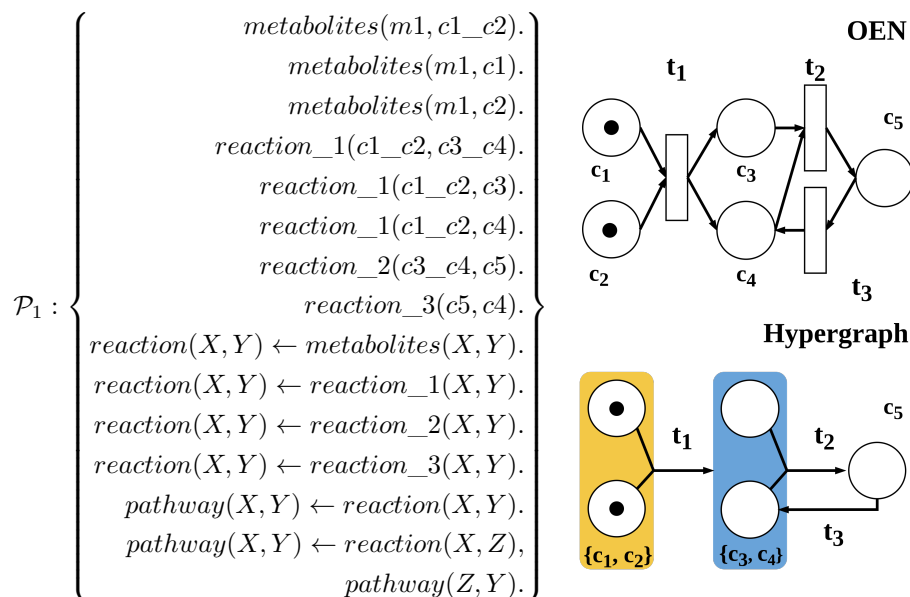 metabolites(m1, c1_c2).
metabolites(m1, c1).
metabolites(m1, c2).
reaction_1(c1_c2, c3_c4).
reaction_1(c1_c2, c3).
reaction_1(c1_c2, c4).
reaction_2(c3_c4, c5).
reaction_3(c5, c4).
P₁ :
reaction(X, Y) ← metabolites(X, Y).
reaction(X, Y) ← reaction_1(X, Y).
reaction(X, Y) ← reaction_2(X, Y).
reaction(X, Y) ← reaction_3(X, Y).
pathway(X, Y) ← reaction(X, Y).
pathway(X, Y) ← reaction(X, Z),
pathway(Z, Y).
OEN
t₁
t₂
c₅
c₁
c₃
c₂
c₄
t₃
Hypergraph
c₅
t₁
t₂
t₃
{c₁, c₂}
{c₃, c₄}